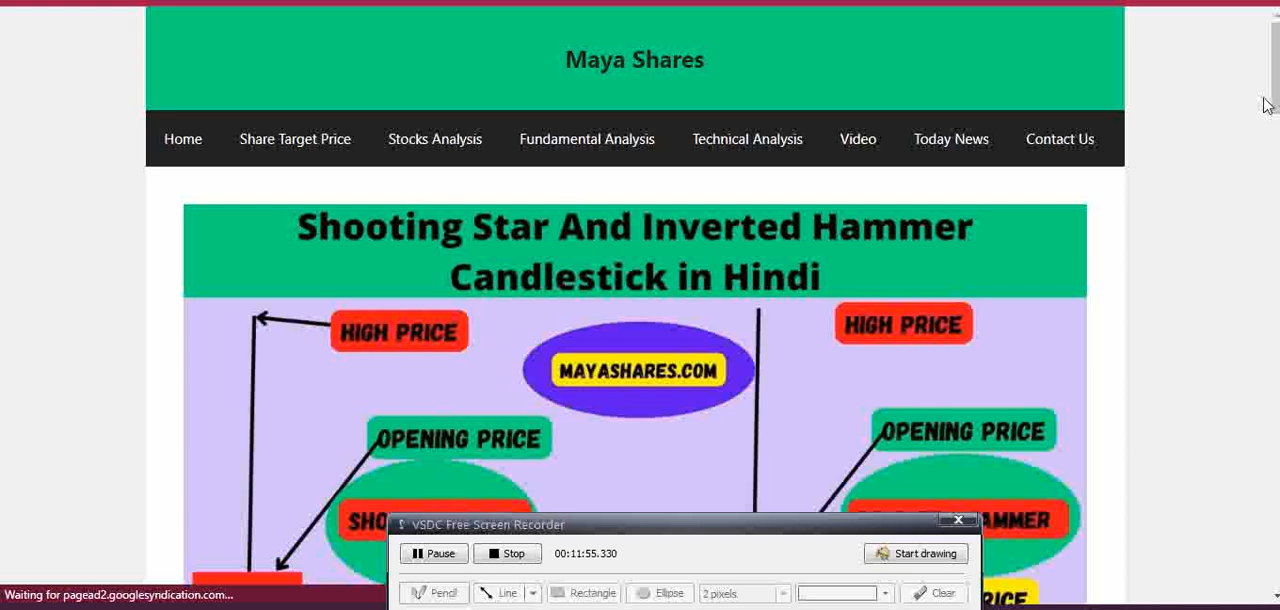 Maya Shares
Home Share Target Price Stocks Analysis Fundamental Analysis Technical Analysis Video Today News Contact Us
Shooting Star And Inverted Hammer
Candlestick in Hindi
HIGH PRICE
HIGH PRICE
MAYASHARES.COM
OPENING PRICE
OPENING PRICE
VSDC Free Screen Recorder
Pause Stop 00:11:55.330 Start drawing
Pencil Line Rectangle Ellipse 2 pixels Clear
Waiting for pagead2.googlesyndication.com...